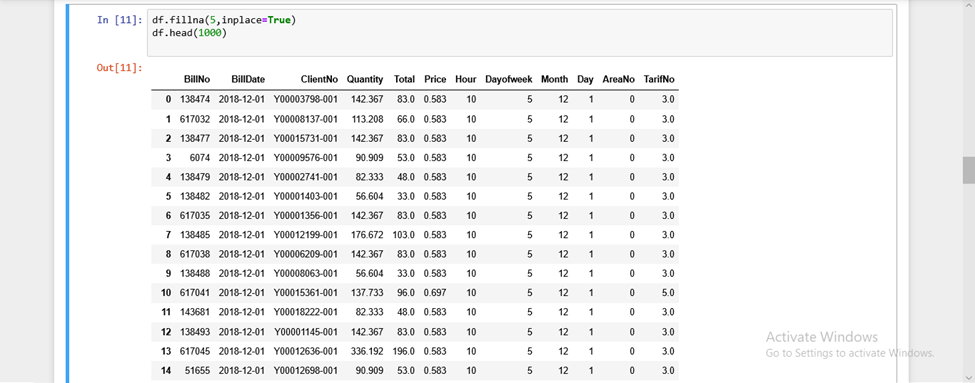 In [11]: df.fillna(5,inplace=True)
df.head(1000)
Out[11]:
BillNo BillDate ClientNo Quantity Total Price Hour Dayofweek Month Day AreaNo TarifNo
0 138474 2018-12-01 Y00003798-001 142.367 83.0 0.583 10 5 12 1 0 3.0
1 617032 2018-12-01 Y00008137-001 113.208 66.0 0.583 10 5 12 1 0 3.0
2 138477 2018-12-01 Y00015731-001 142.367 83.0 0.583 10 5 12 1 0 3.0
3 6074 2018-12-01 Y00009576-001 90.909 53.0 0.583 10 5 12 1 0 3.0
4 138479 2018-12-01 Y00002741-001 82.333 48.0 0.583 10 5 12 1 0 3.0
5 138482 2018-12-01 Y00001403-001 56.604 33.0 0.583 10 5 12 1 0 3.0
6 617035 2018-12-01 Y00001356-001 142.367 83.0 0.583 10 5 12 1 0 3.0
7 138485 2018-12-01 Y00012199-001 176.672 103.0 0.583 10 5 12 1 0 3.0
8 617038 2018-12-01 Y00006209-001 142.367 83.0 0.583 10 5 12 1 0 3.0
9 138488 2018-12-01 Y00008063-001 56.604 33.0 0.583 10 5 12 1 0 3.0
10 617041 2018-12-01 Y00015361-001 137.733 96.0 0.697 10 5 12 1 0 5.0
11 143681 2018-12-01 Y00018222-001 82.333 48.0 0.583 10 5 12 1 0 3.0
12 138493 2018-12-01 Y00001145-001 142.367 83.0 0.583 10 5 12 1 0 3.0
13 617045 2018-12-01 Y00012636-001 336.192 196.0 0.583 10 5 12 1 0 3.0
14 51655 2018-12-01 Y00012698-001 90.909 53.0 0.583 10 5 12 1 0 3.0
Activate Windows
Go to Settings to activate Windows.